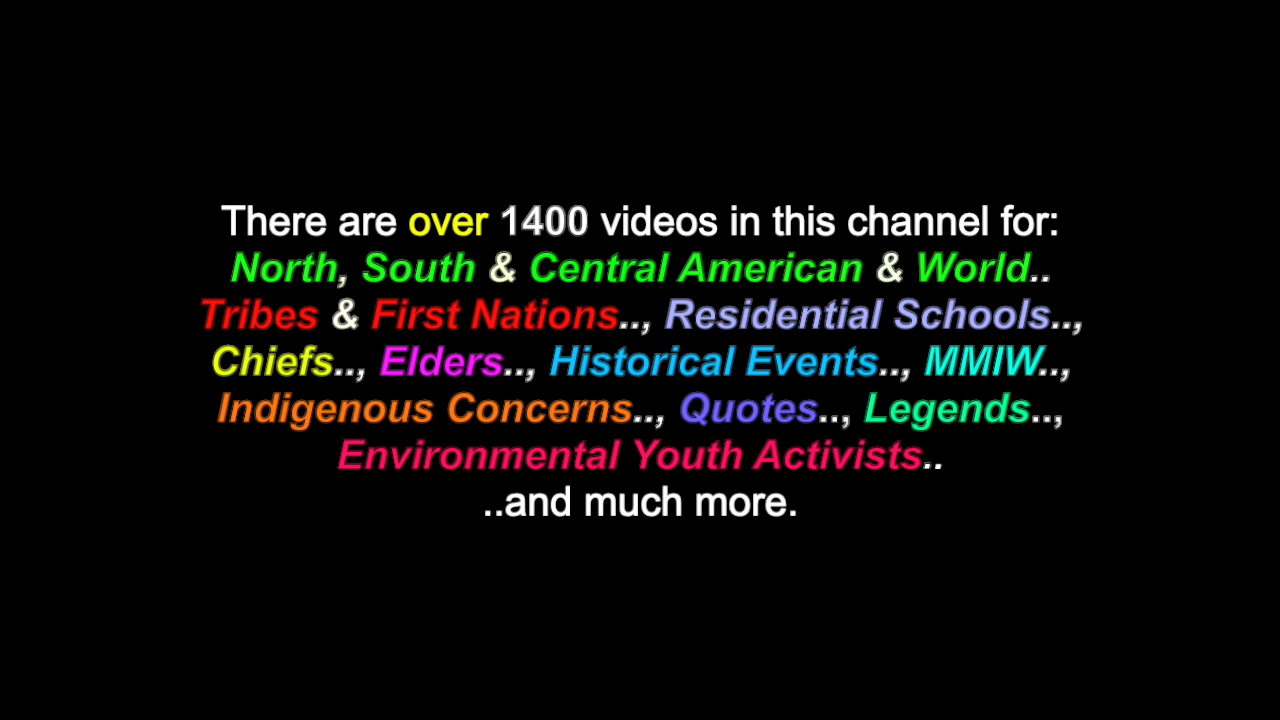 There are over 1400 videos in this channel for:
North, South & Central American & World..
Tribes & First Nations.., Residential Schools..,
Chiefs.., Elders.., Historical Events.., MMIW..,
Indigenous Concerns.., Quotes.., Legends..,
Environmental Youth Activists..
..and much more.